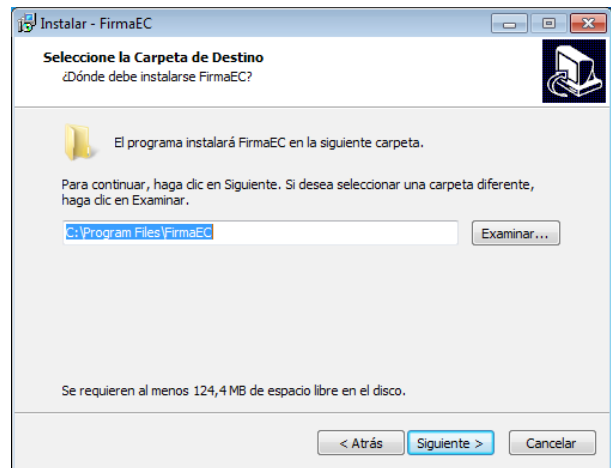 Instalar - FirmaEC
Seleccione la Carpeta de Destino
¿Dónde debe instalarse FirmaEC?
El programa instalará FirmaEC en la siguiente carpeta.
Para continuar, haga clic en Siguiente. Si desea seleccionar una carpeta diferente,
haga clic en Examinar.
C:\Program Files\FirmaEC
Examinar...
Se requieren al menos 124,4 MB de espacio libre en el disco.
< Atrás
Siguiente >
Cancelar